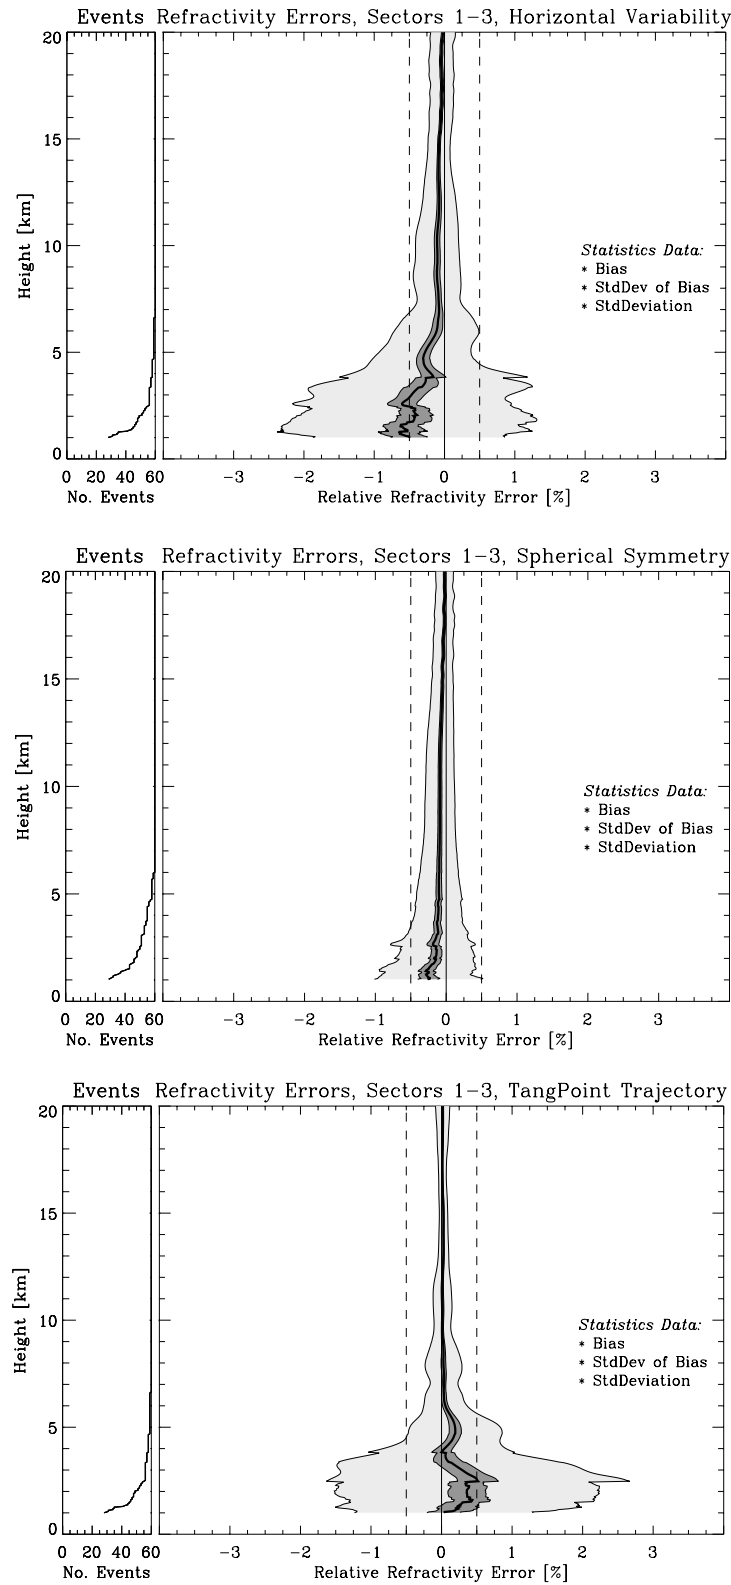 Events Refractivity Errors, Sectors 1-3, Horizontal Variability
20
15
10
5
0
Height [km]
Statistics Data:
* Bias
* StdDev of Bias
* StdDeviation
0 20 40 60 -3 -2 -1 0 1 2 3
No. Events Relative Refractivity Error [%]
Events Refractivity Errors, Sectors 1-3, Spherical Symmetry
20
15
10
5
0
Height [km]
Statistics Data:
* Bias
* StdDev of Bias
* StdDeviation
0 20 40 60 -3 -2 -1 0 1 2 3
No. Events Relative Refractivity Error [%]
Events Refractivity Errors, Sectors 1-3, TangPoint Trajectory
20
15
10
5
0
Height [km]
Statistics Data:
* Bias
* StdDev of Bias
* StdDeviation
0 20 40 60 -3 -2 -1 0 1 2 3
No. Events Relative Refractivity Error [%]